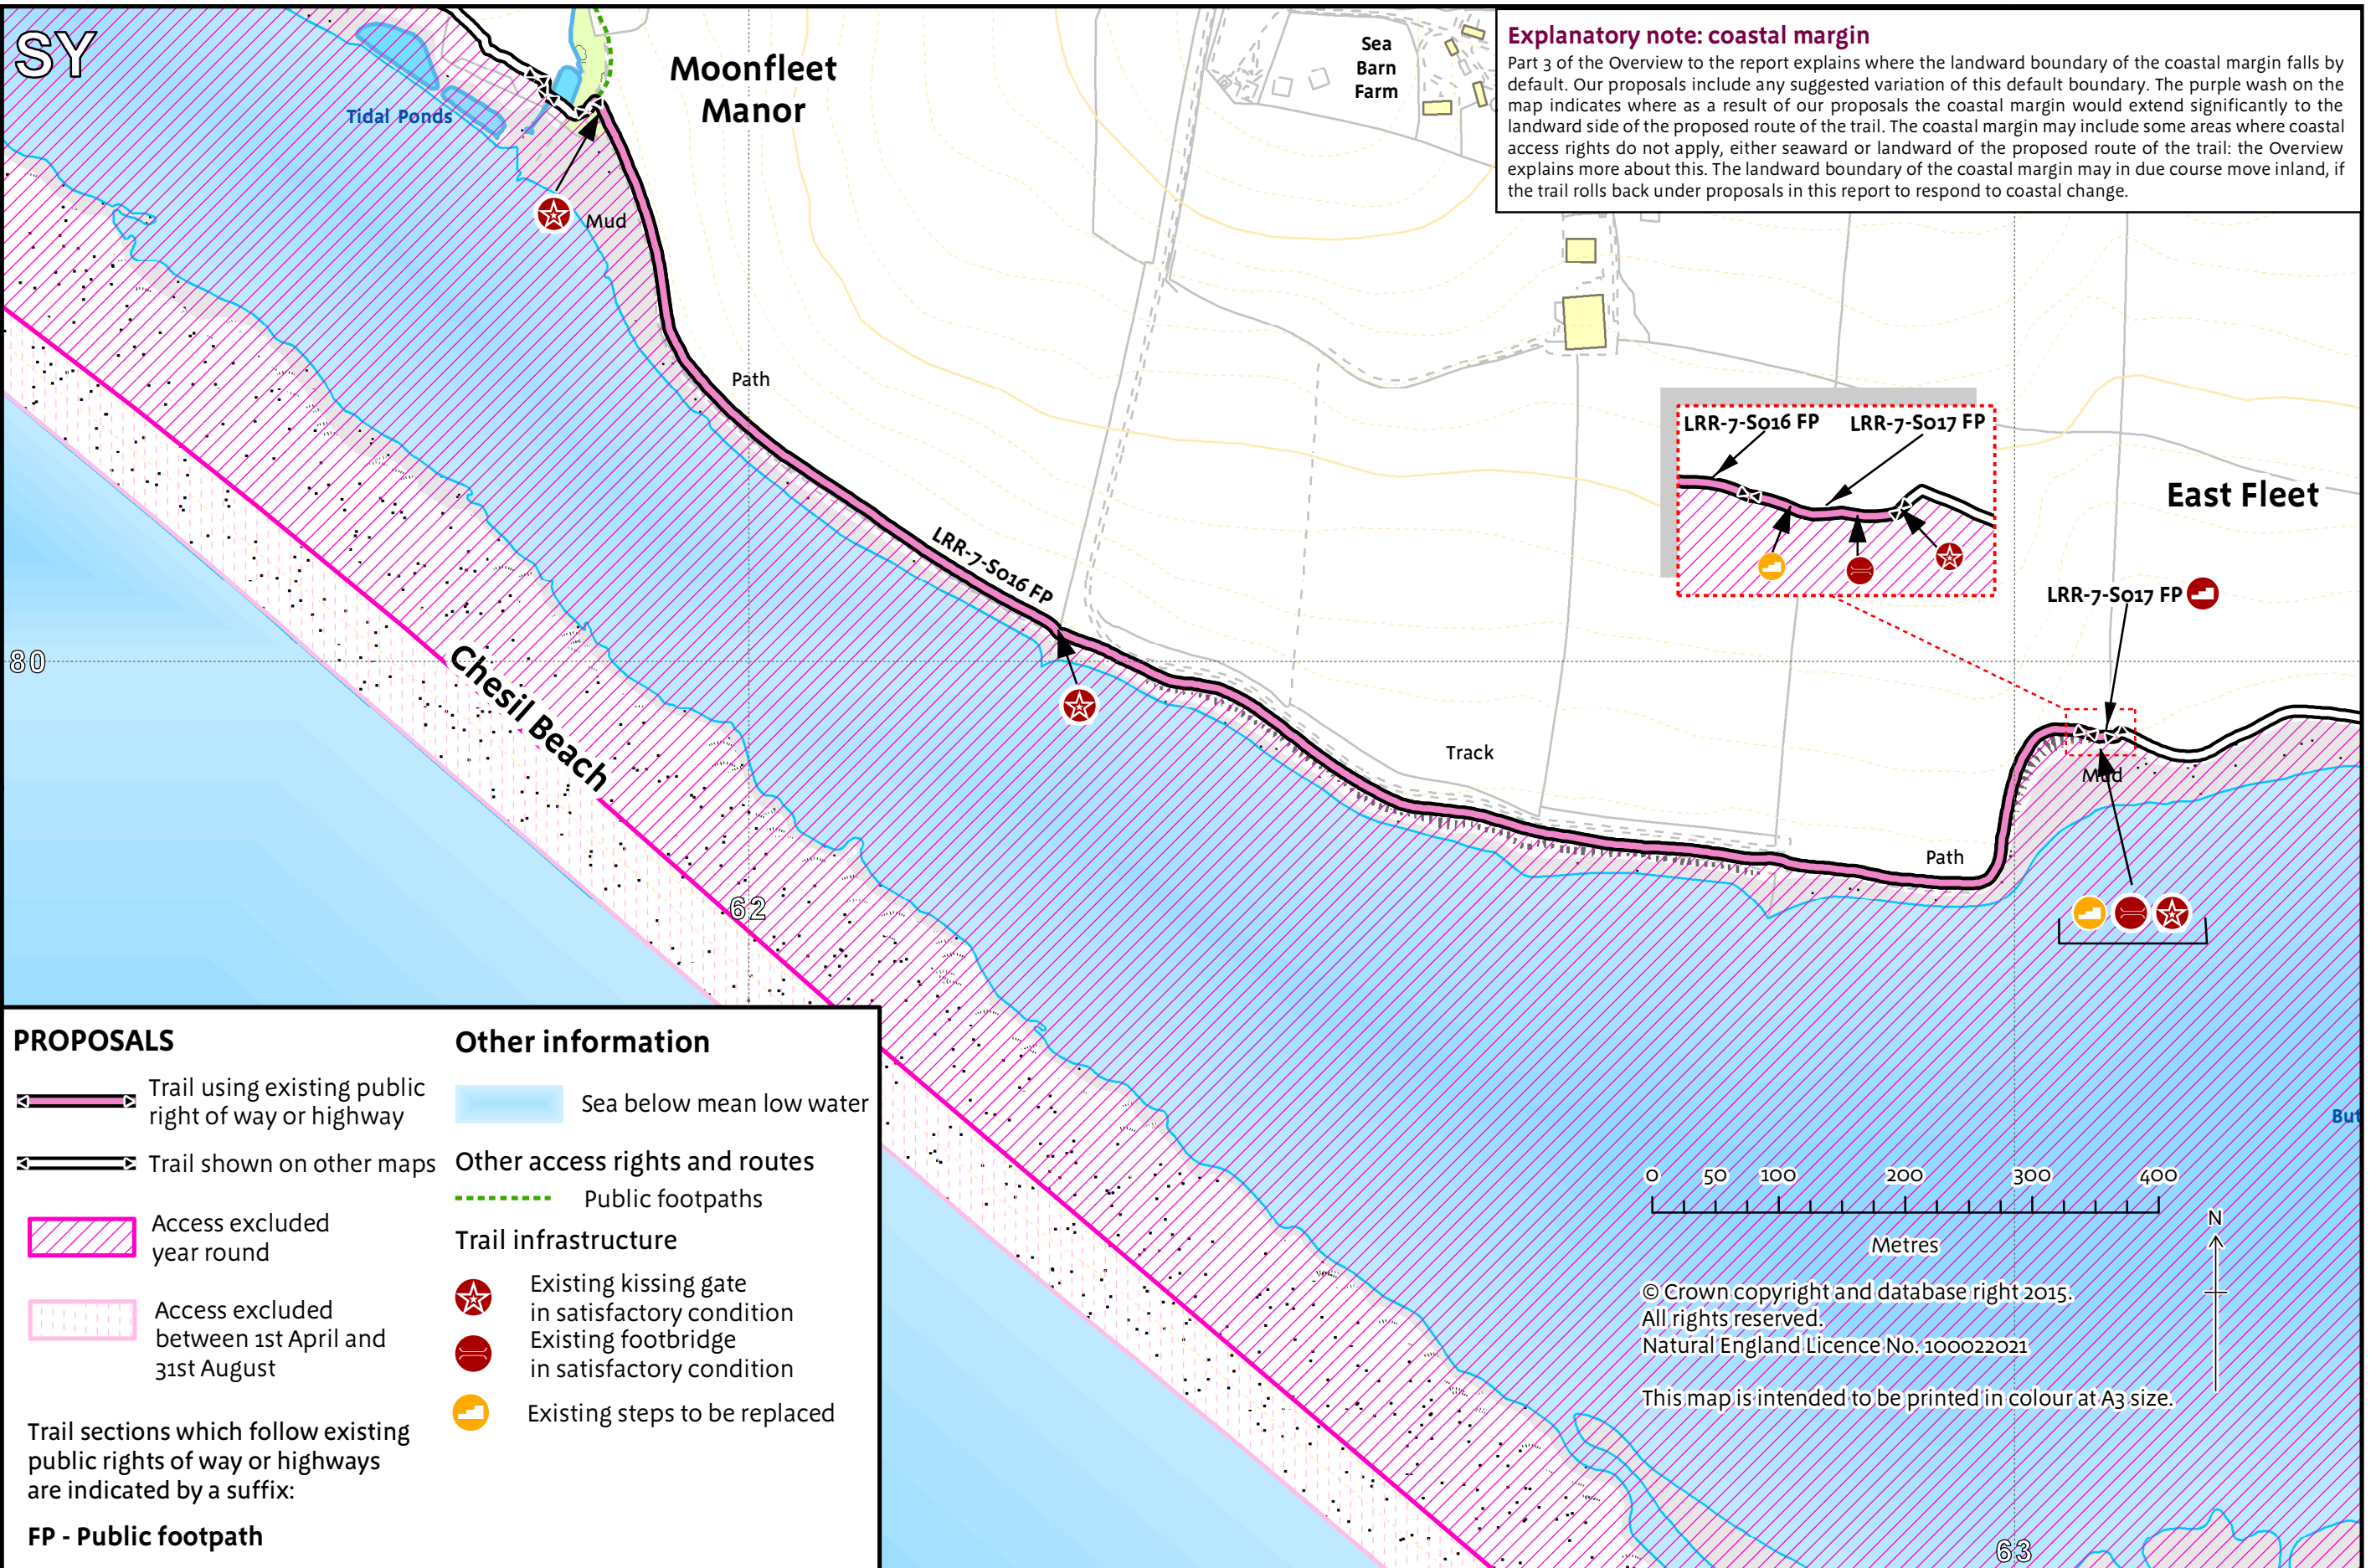 SY
Moonfleet
Manor
Tidal Ponds
Mud
Sea
Barn
Farm
Explanatory note: coastal margin
Part 3 of the Overview to the report explains where the landward boundary of the coastal margin falls by
default. Our proposals include any suggested variation of this default boundary. The purple wash on the
map indicates where as a result of our proposals the coastal margin would extend significantly to the
landward side of the proposed route of the trail. The coastal margin may include some areas where coastal
access rights do not apply, either seaward or landward of the proposed route of the trail: the Overview
explains more about this. The landward boundary of the coastal margin may in due course move inland, if
the trail rolls back under proposals in this report to respond to coastal change.
Path
LRR-7-S016 FP
LRR-7-S016 FP LRR-7-S017 FP
East Fleet
LRR-7-S017 FP
80
Chesil Beach
Track
Mud
Path
62
But
PROPOSALS
Trail using existing public
right of way or highway
Trail shown on other maps
Access excluded
year round
Access excluded
between 1st April and
31st August
Trail sections which follow existing
public rights of way or highways
are indicated by a suffix:
FP - Public footpath
Other information
Sea below mean low water
Other access rights and routes
Public footpaths
Trail infrastructure
Existing kissing gate
in satisfactory condition
Existing footbridge
in satisfactory condition
Existing steps to be replaced
0 50 100 200 300 400
Metres
N
© Crown copyright and database right 2015.
All rights reserved.
Natural England Licence No. 100022021
This map is intended to be printed in colour at A3 size.
63